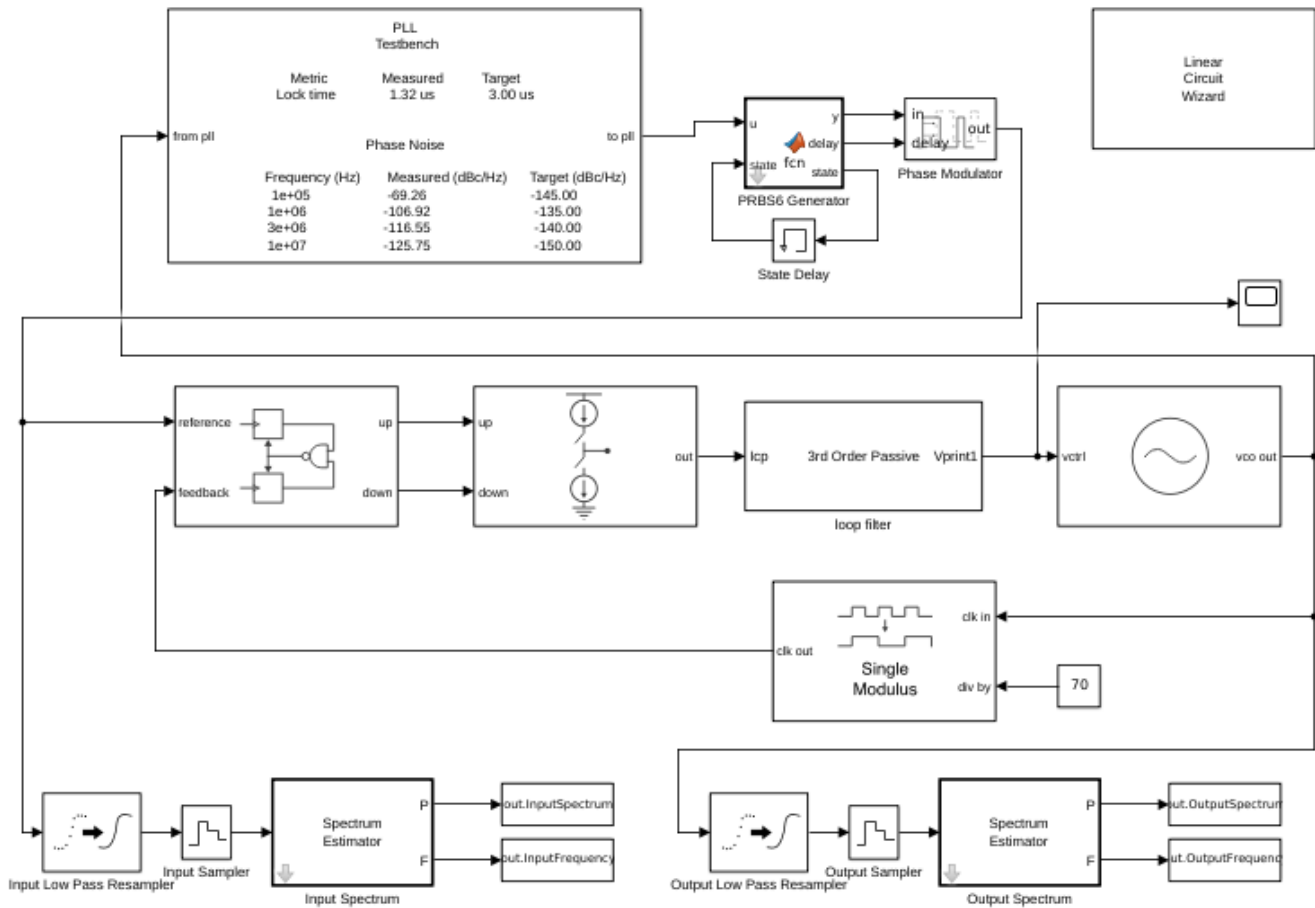 PLL
Testbench
Metric Measured Target
Lock time 1.32 us 3.00 us
from pll
to pll
Phase Noise
Frequency (Hz) Measured (dBc/Hz) Target (dBc/Hz)
1e+05 -69.26 -145.00
1e+06 -106.92 -135.00
3e+06 -116.55 -140.00
1e+07 -125.75 -150.00
u
state
fcn
y
delay
state
PRBS6 Generator
State Delay
in
delay
out
Phase Modulator
Linear
Circuit
Wizard
reference
feedback
up
down
up
down
out
Icp
3rd Order Passive
Vprint1
loop filter
vctrl
vco out
clk in
clk out
Single
Modulus
div by
70
Input Low Pass Resampler
Input Sampler
Spectrum
Estimator
P
F
Input Spectrum
out.InputSpectrum
out.InputFrequency
Output Low Pass Resampler
Output Sampler
Spectrum
Estimator
P
F
Output Spectrum
ut.OutputSpectrum
ut.OutputFrequenc